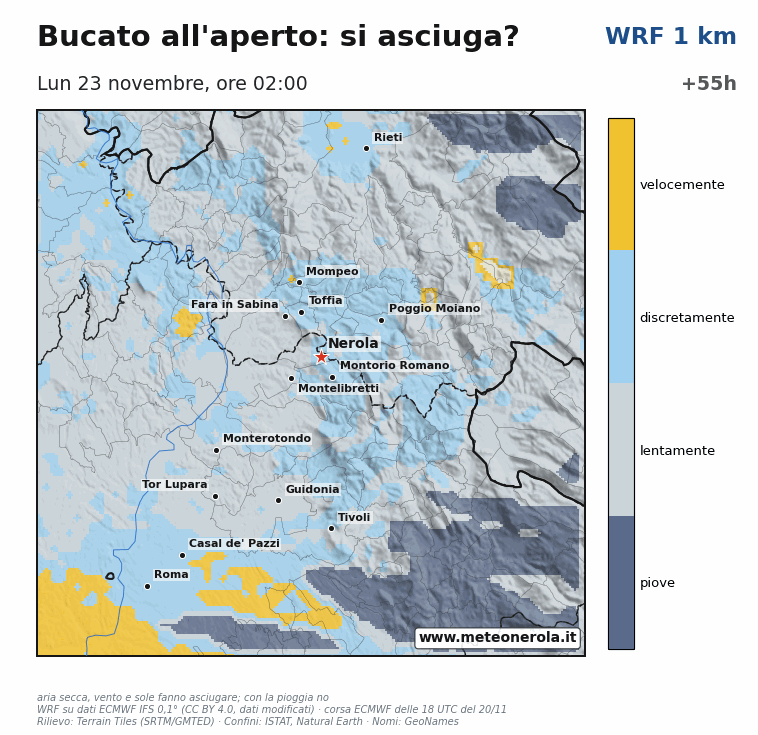 Bucato all'aperto: si asciuga?
WRF 1 km
Lun 23 novembre, ore 02:00
+55h
Rieti
Mompeo
Fara in Sabina
Toffia
Poggio Moiano
Nerola
Montorio Romano
Montelibretti
Monterotondo
Tor Lupara
Guidonia
Tivoli
Casal de' Pazzi
Roma
www.meteonerola.it
velocemente
discretamente
lentamente
piove
aria secca, vento e sole fanno asciugare; con la pioggia no
WRF su dati ECMWF IFS 0,1° (CC BY 4.0, dati modificati) · corsa ECMWF delle 18 UTC del 20/11
Rilievo: Terrain Tiles (SRTM/GMTED) · Confini: ISTAT, Natural Earth · Nomi: GeoNames